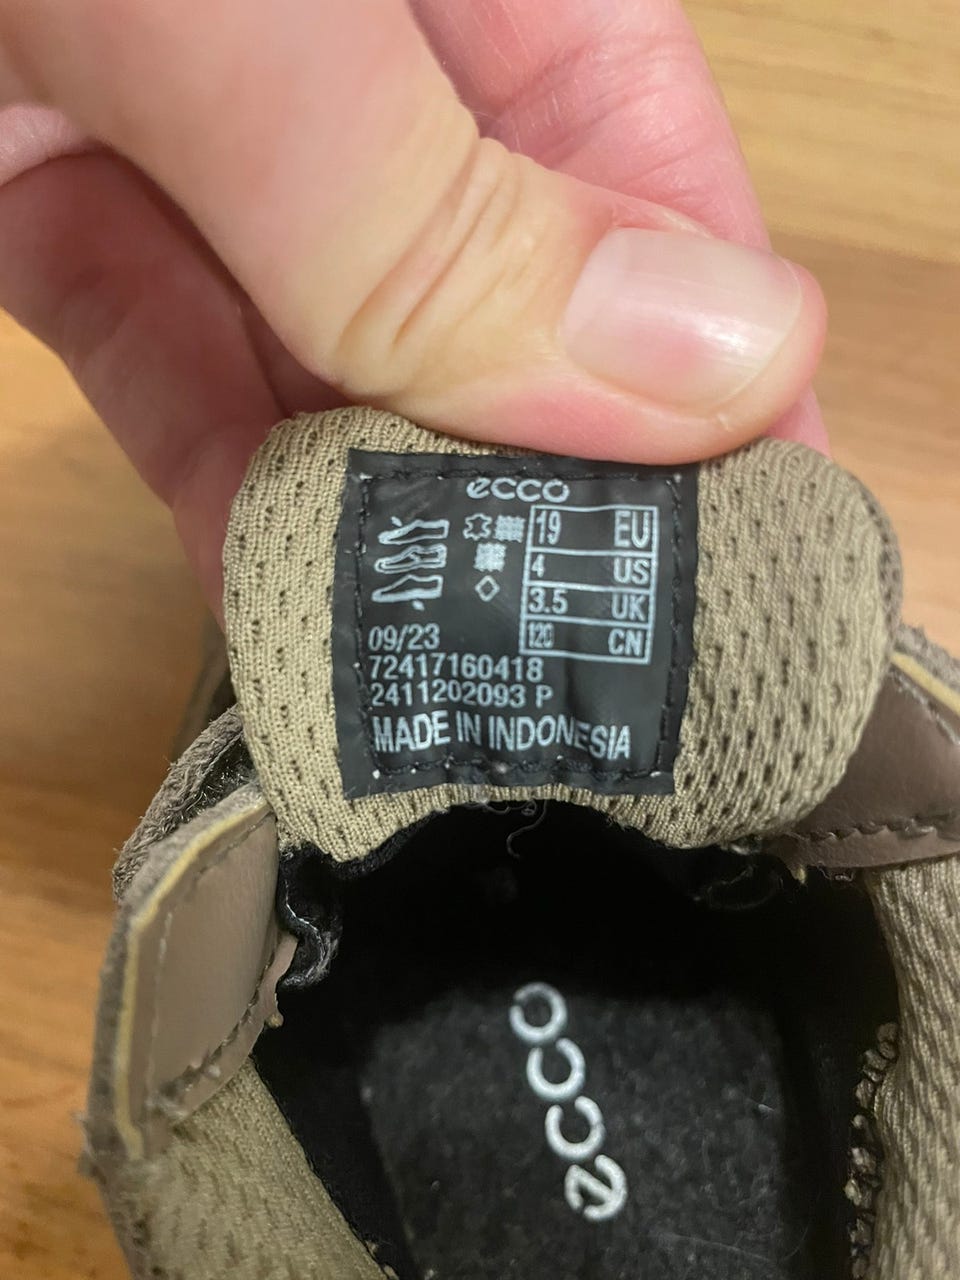 ecco
19 EU
4 US
3.5 UK
120 CN
09/23
72417160418
2411202093 P
MADE IN INDONESIA
ecco